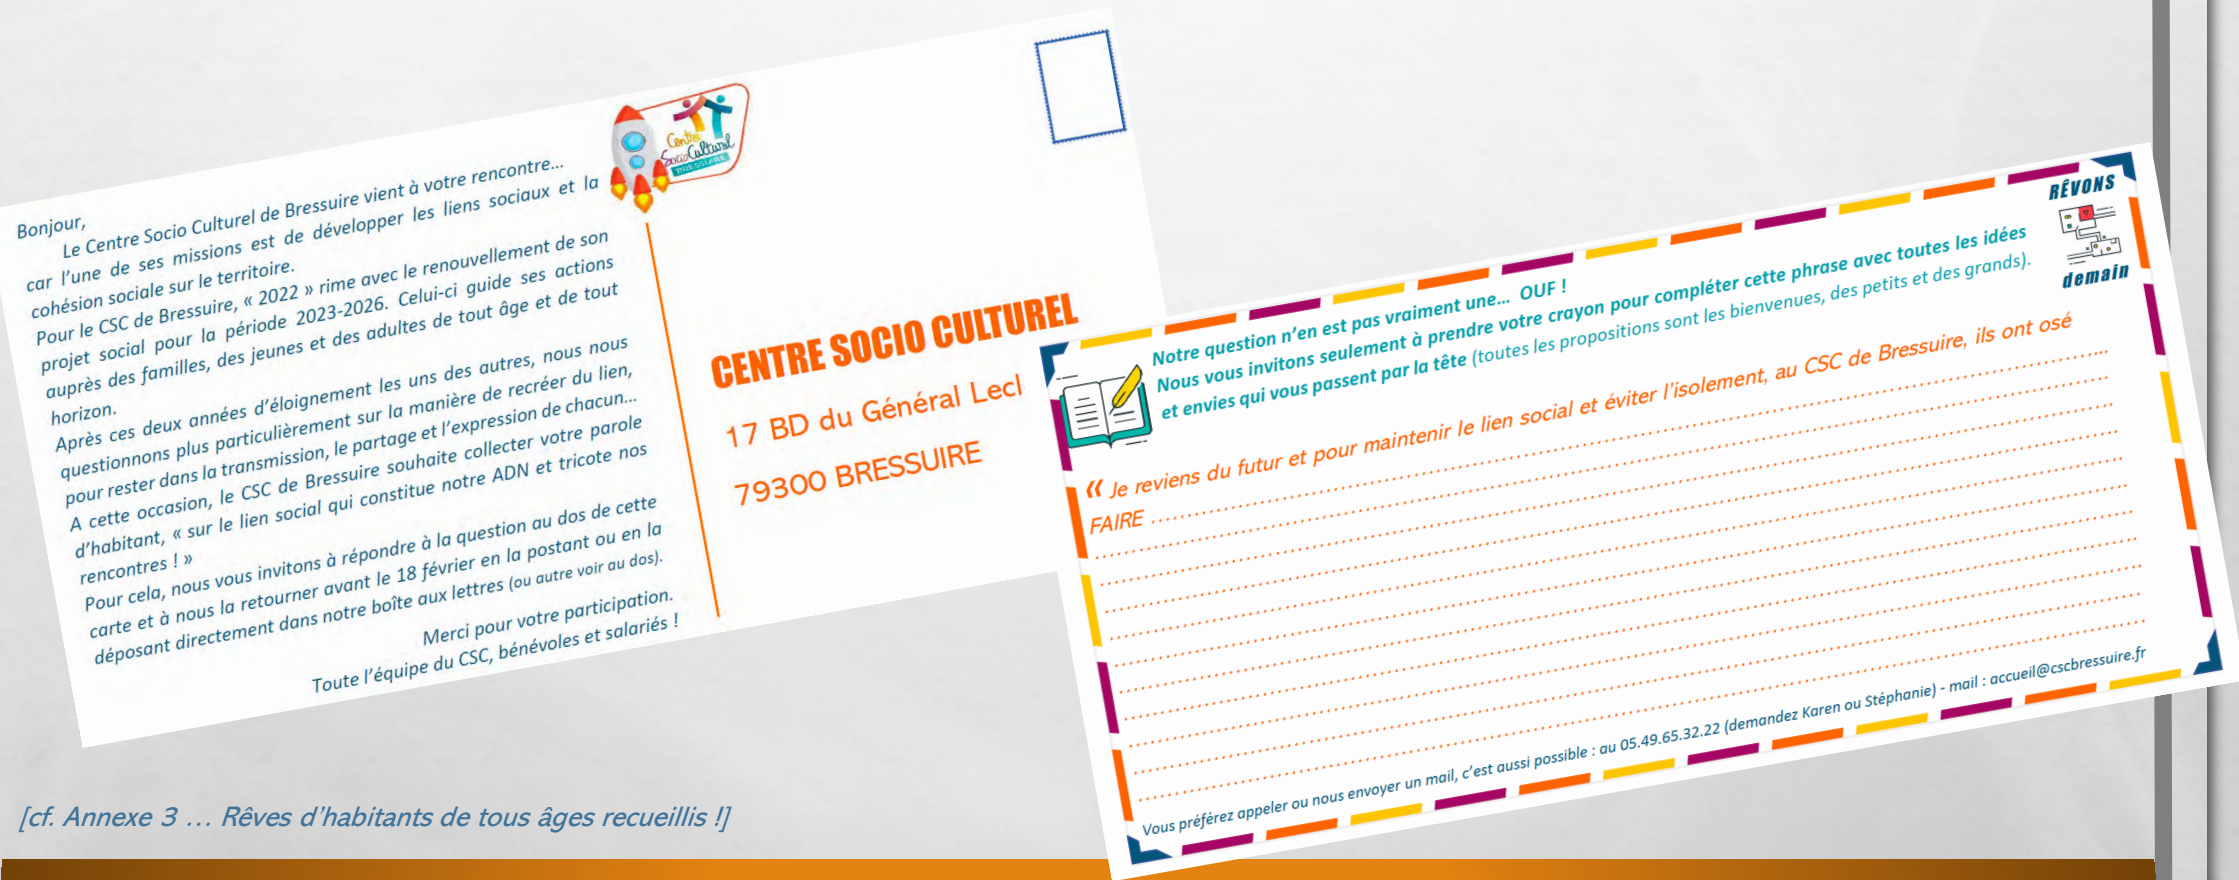 Bonjour,
Le Centre Socio Culturel de Bressuire vient à votre rencontre...
car l'une de ses missions est de développer les liens sociaux et la
cohésion sociale sur le territoire.
Pour le CSC de Bressuire, « 2022 » rime avec le renouvellement de son
projet social pour la période 2023-2026. Celui-ci guide ses actions
auprès des familles, des jeunes et des adultes de tout âge et de tout
horizon.
Après ces deux années d'éloignement les uns des autres, nous nous
questionnons plus particulièrement sur la manière de recréer du lien,
pour rester dans la transmission, le partage et l'expression de chacun...
A cette occasion, le CSC de Bressuire souhaite collecter votre parole
d'habitant, « sur le lien social qui constitue notre ADN et tricote nos
rencontres ! »
Pour cela, nous vous invitons à répondre à la question au dos de cette
carte et à nous la retourner avant le 18 février en la postant ou en la
déposant directement dans notre boîte aux lettres (ou autre voir au dos).
Merci pour votre participation.
Toute l'équipe du CSC, bénévoles et salariés !
Centre
SocioCulturel
BRESSUIRE
CENTRE SOCIO CULTUREL
17 BD du Général Lecl
79300 BRESSUIRE
RÊVONS
demain
Notre question n'en est pas vraiment une... OUF !
Nous vous invitons seulement à prendre votre crayon pour compléter cette phrase avec toutes les idées
et envies qui vous passent par la tête (toutes les propositions sont les bienvenues, des petits et des grands).
« Je reviens du futur et pour maintenir le lien social et éviter l'isolement, au CSC de Bressuire, ils ont osé
FAIRE
Vous préférez appeler ou nous envoyer un mail, c'est aussi possible : au 05.49.65.32.22 (demandez Karen ou Stéphanie) - mail : accueil@cscbressuire.fr
[cf. Annexe 3 ... Rêves d'habitants de tous âges recueillis !]